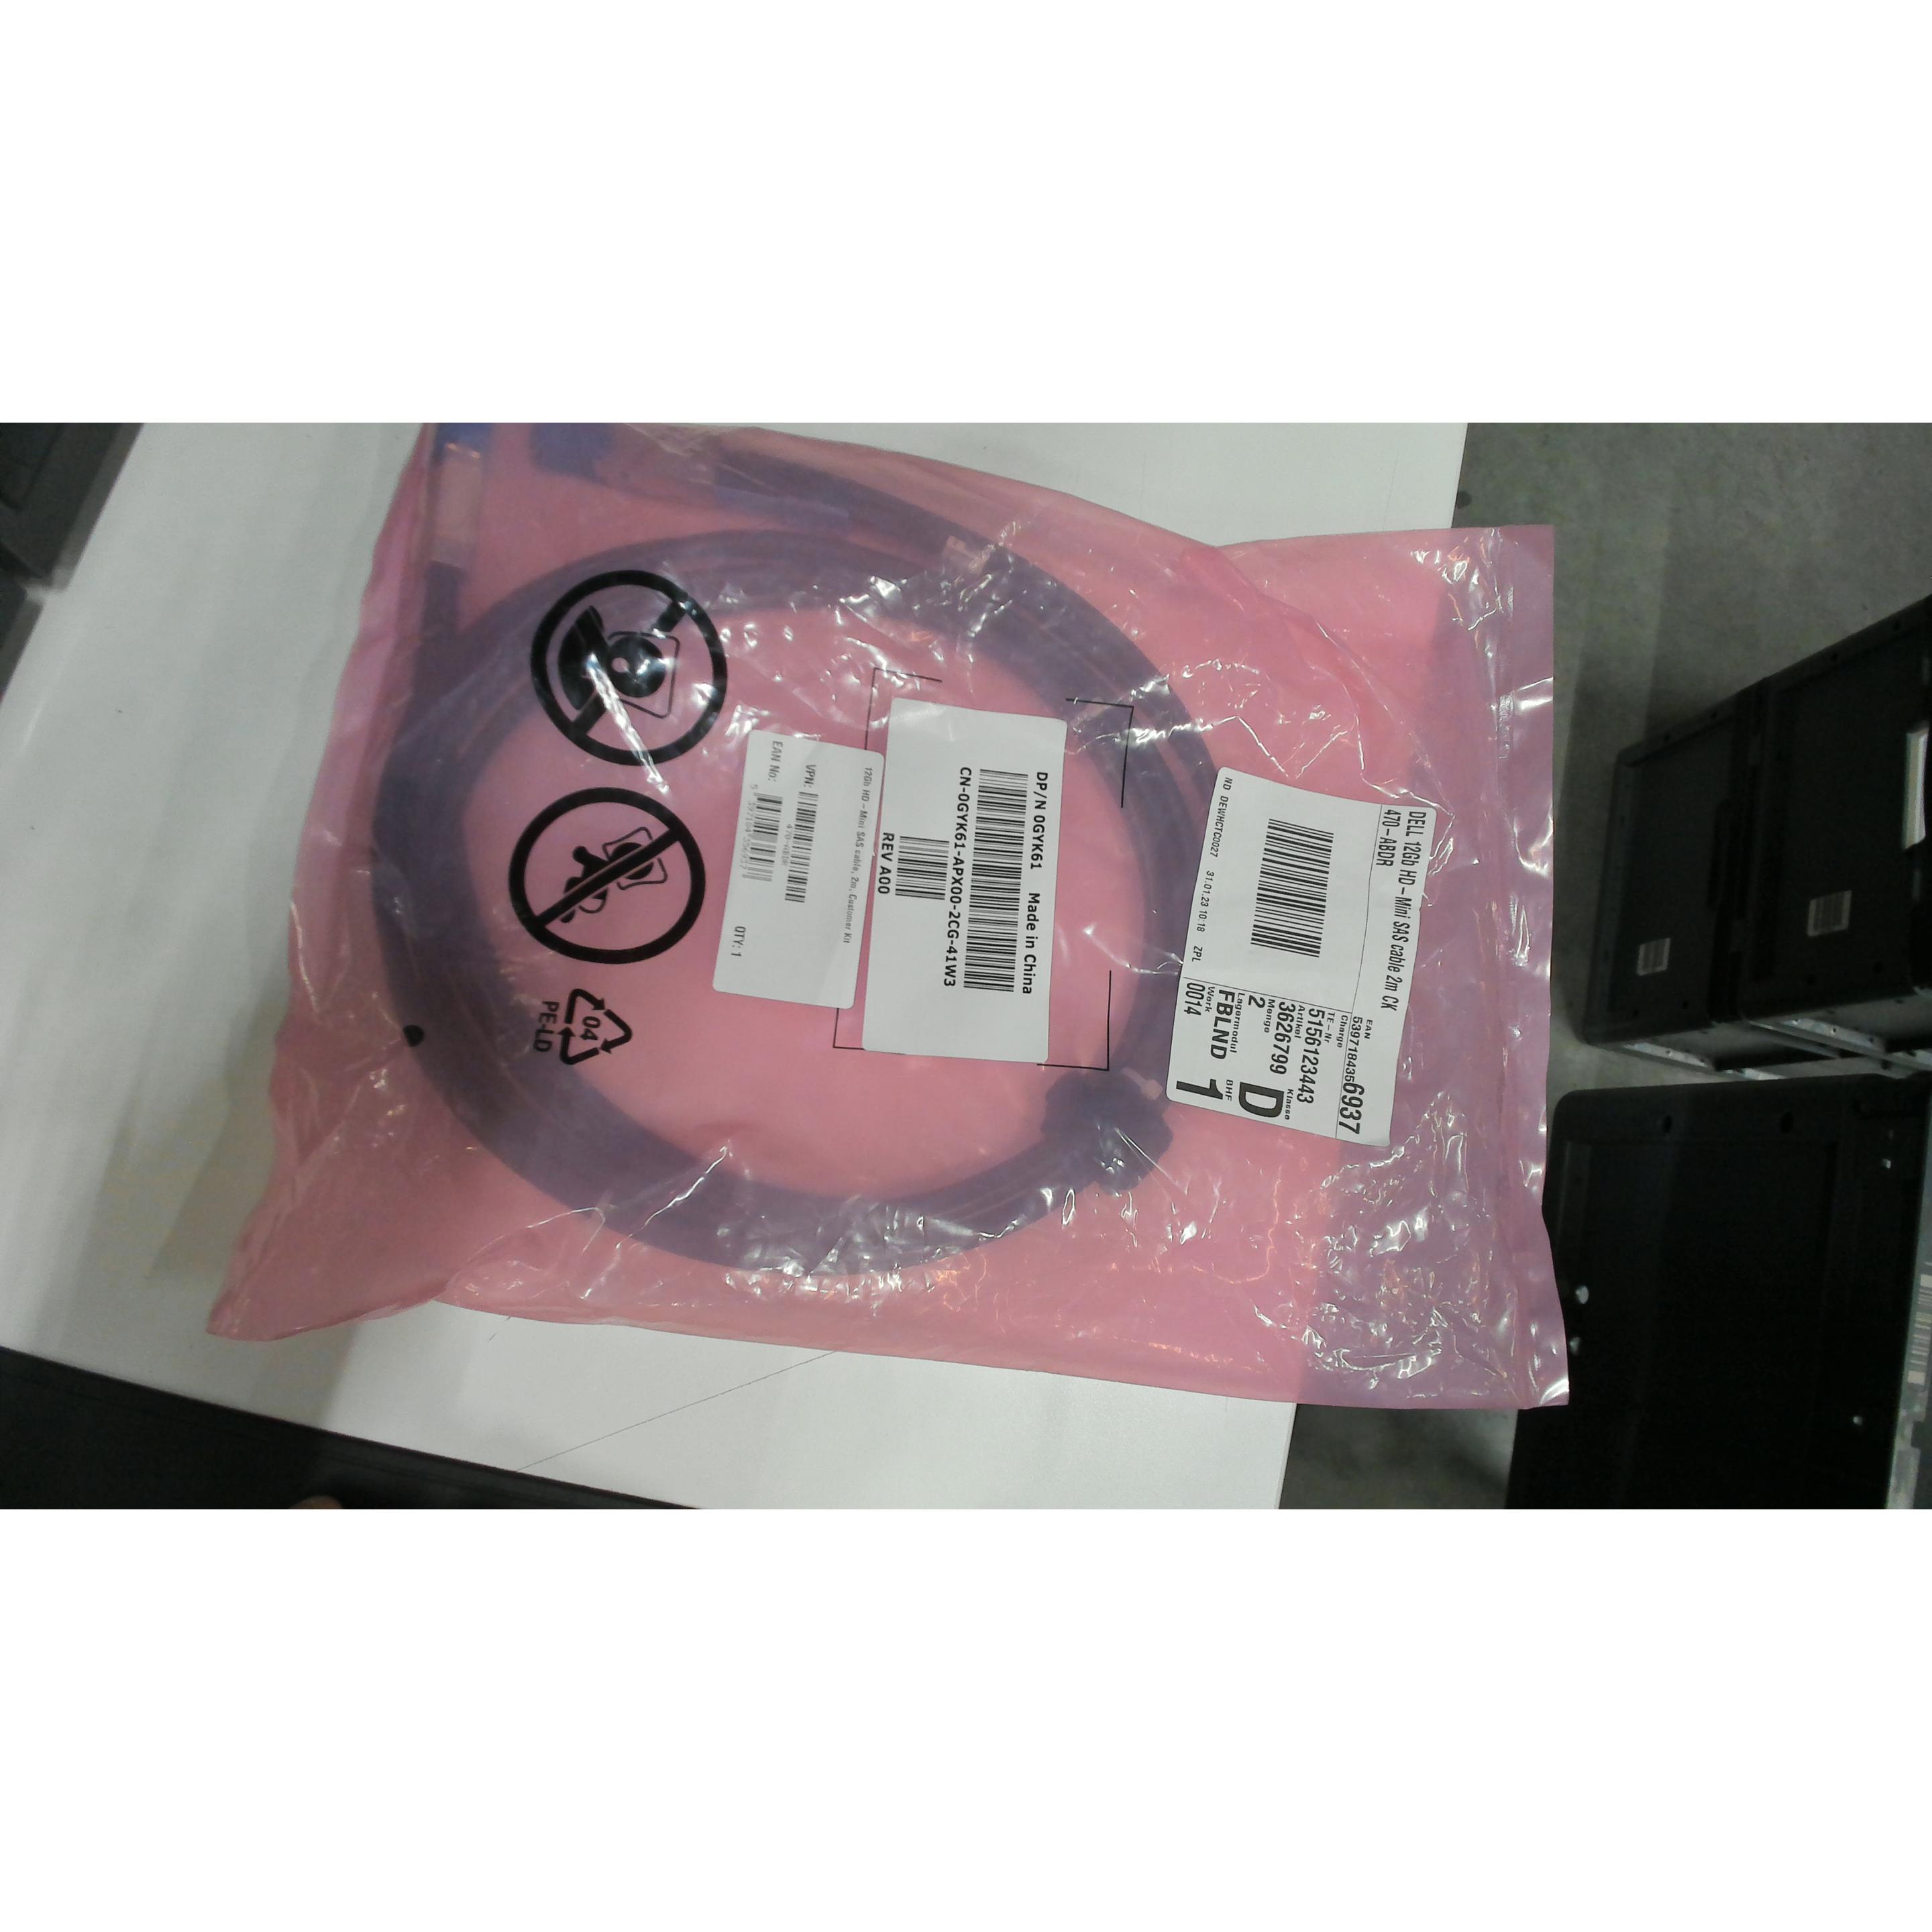 DELL 12Gb HD-Mini SAS cable 2m CK
470-ABDR
EAN
5397184356937
Charge
TE-Nr
5156123443
Klasse
Artikel
3626799
D
Menge
2
Lagermodul
FBLND
BHF
1
Werk
0014
ND DEWHCTC0027 31.01.23 10:18 ZPL
DP/N 0GYK61 Made in China
CN-0GYK61-APX00-2CG-41W3
REV A00
12Gb HD-Mini SAS cable, 2m, Customer Kit
VPN:
470-ABDR
EAN No:
QTY: 1
04
PE-LD